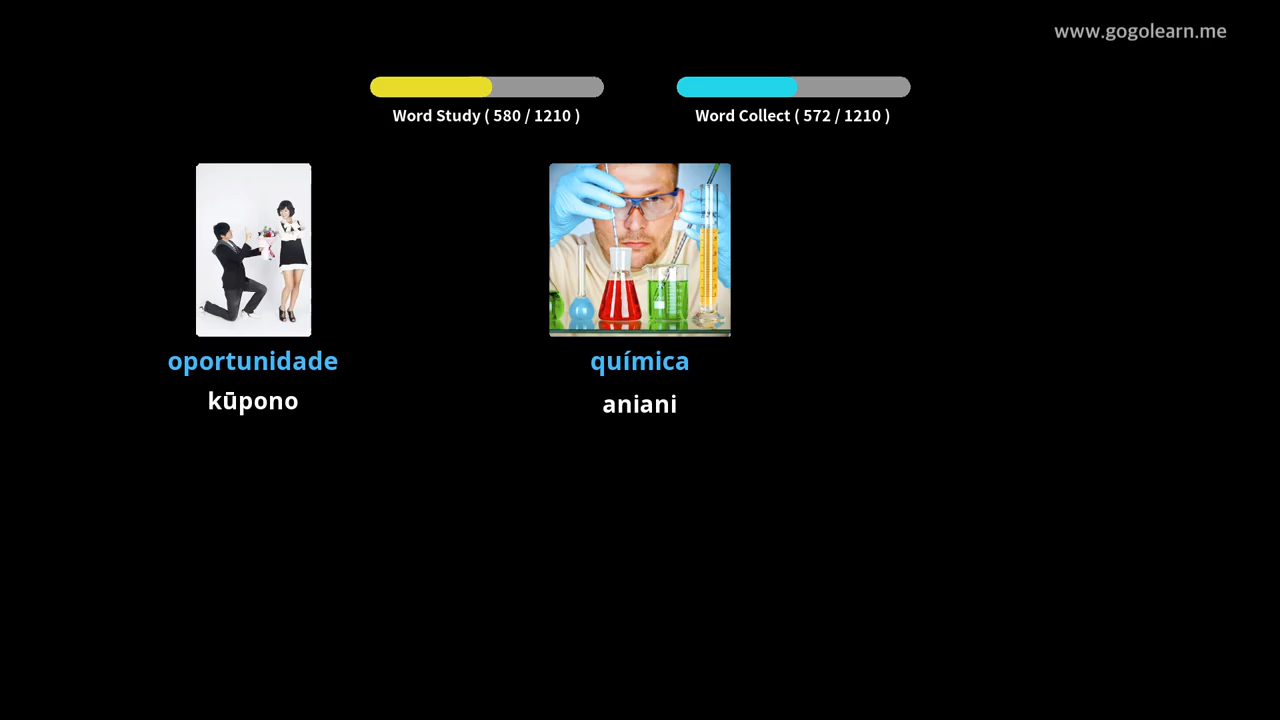 www.gogolearn.me
Word Study ( 580 / 1210 )
Word Collect ( 572 / 1210 )
oportunidade
kūpono
química
aniani